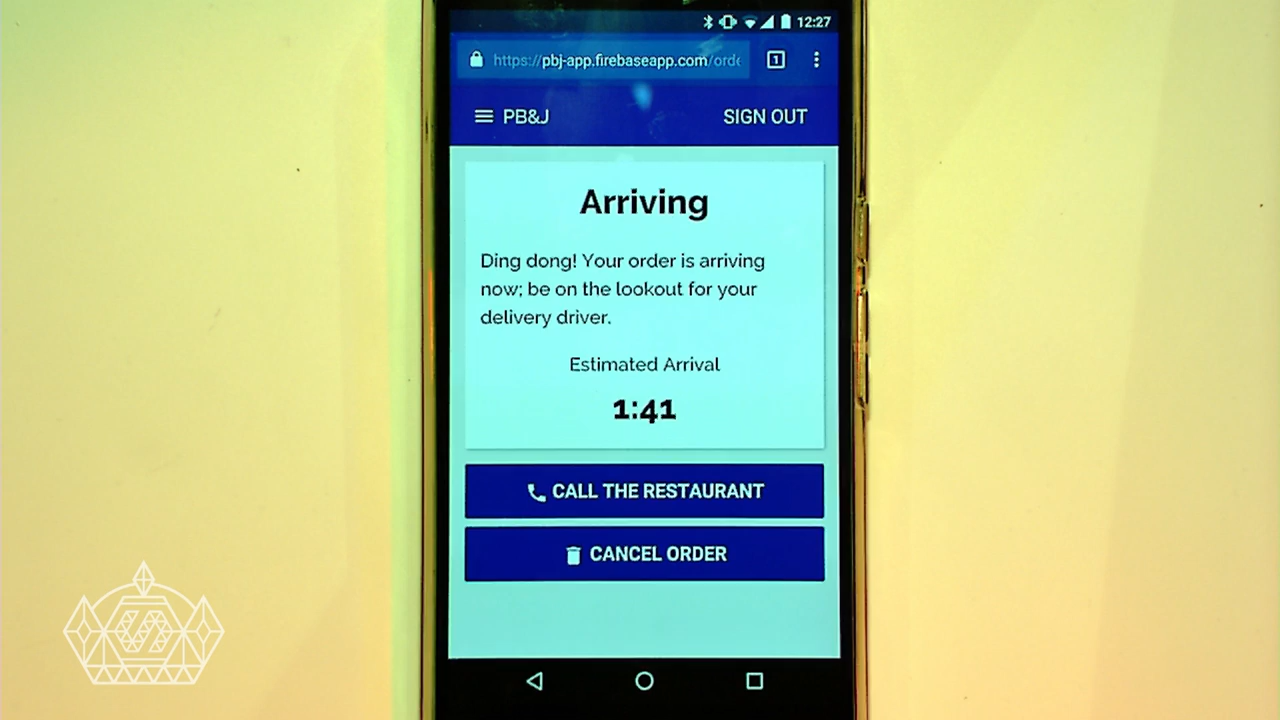 12:27
https://pbj-app.firebaseapp.com/orde
1
PB&J
SIGN OUT
Arriving
Ding dong! Your order is arriving
now; be on the lookout for your
delivery driver.
Estimated Arrival
1:41
CALL THE RESTAURANT
CANCEL ORDER